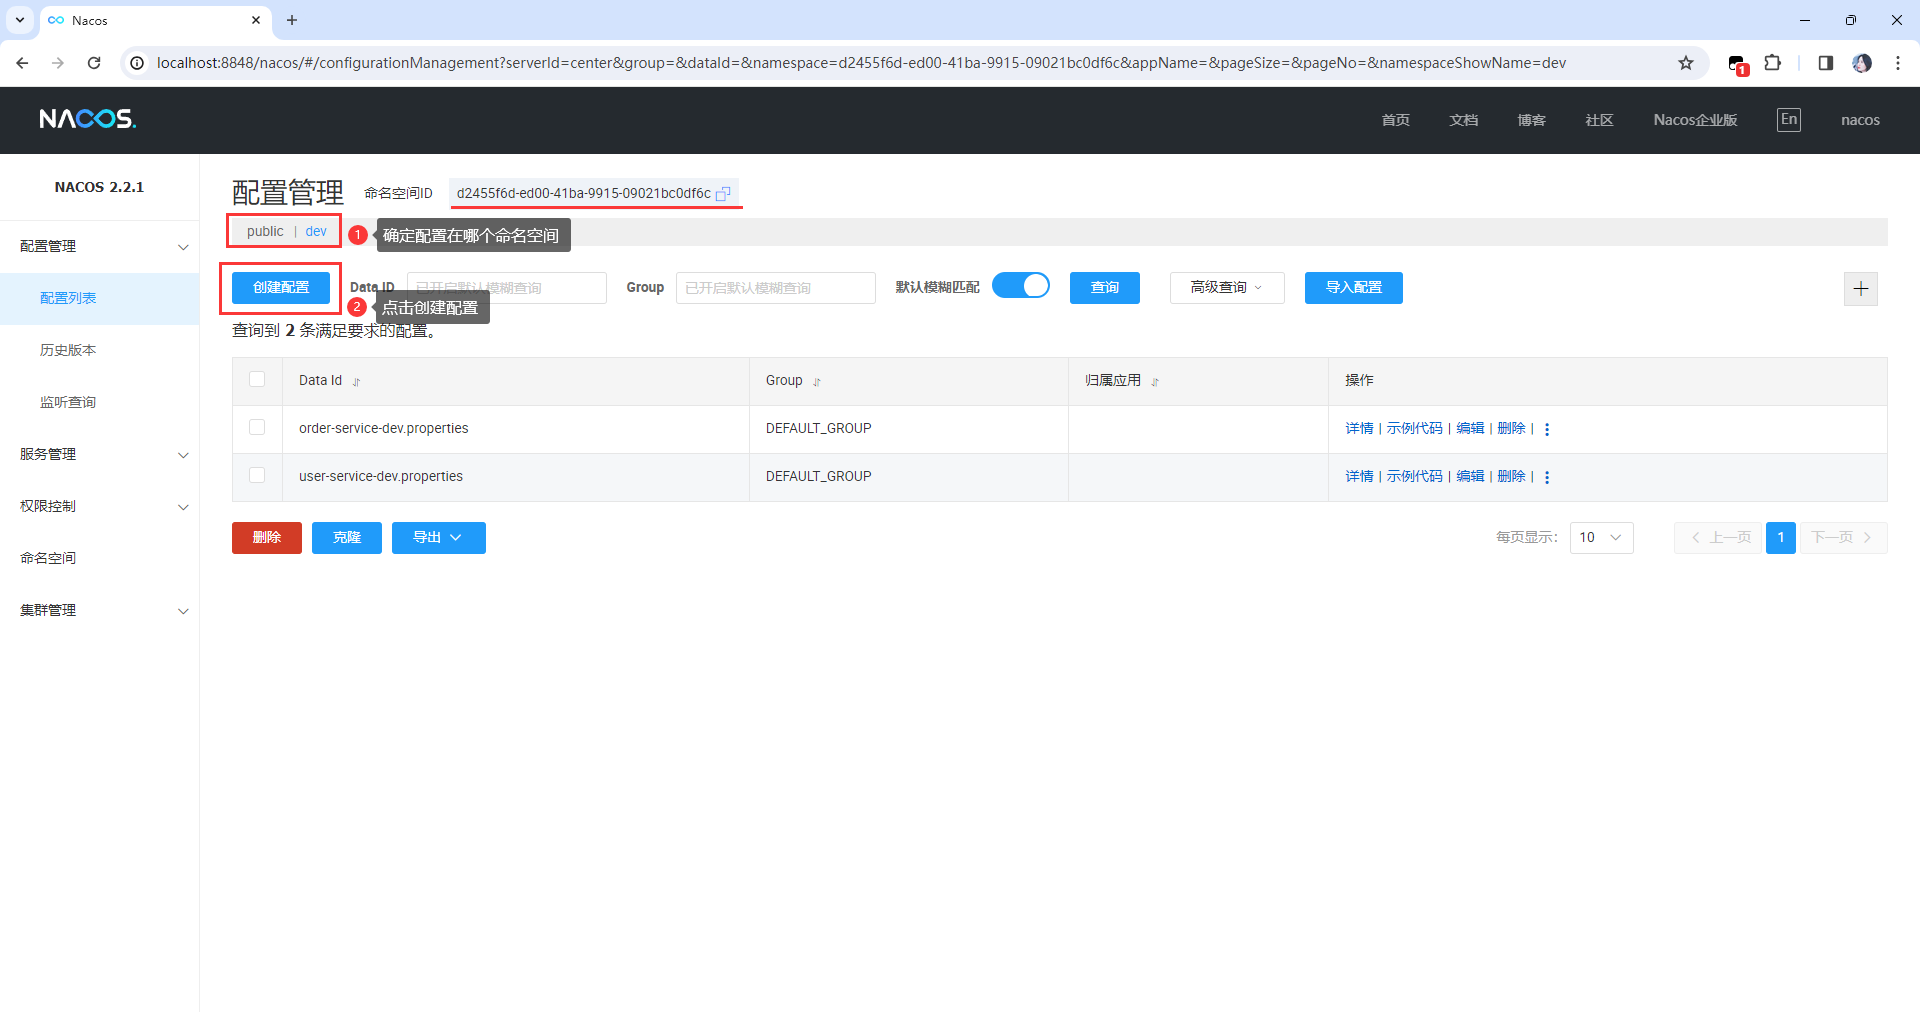 Nacos
localhost:8848/nacos/#/configurationManagement?serverId=center&group=&dataId=&namespace=d2455f6d-ed00-41ba-9915-09021bc0df6c&appName=&pageSize=&pageNo=&namespaceShowName=dev
1
NACOS.
首页 文档 博客 社区 Nacos企业版 En nacos
NACOS 2.2.1
配置管理
配置列表
历史版本
监听查询
服务管理
权限控制
命名空间
集群管理
配置管理 命名空间ID d2455f6d-ed00-41ba-9915-09021bc0df6c
public | dev 1 确定配置在哪个命名空间
创建配置 Data ID 已开启默认模糊查询 Group 已开启默认模糊查询 默认模糊匹配 查询 高级查询 导入配置
2 点击创建配置
查询到 2 条满足要求的配置。
Data Id Group 归属应用 操作
order-service-dev.properties DEFAULT_GROUP 详情 | 示例代码 | 编辑 | 删除 |
user-service-dev.properties DEFAULT_GROUP 详情 | 示例代码 | 编辑 | 删除 |
删除 克隆 导出 每页显示: 10 上一页 1 下一页